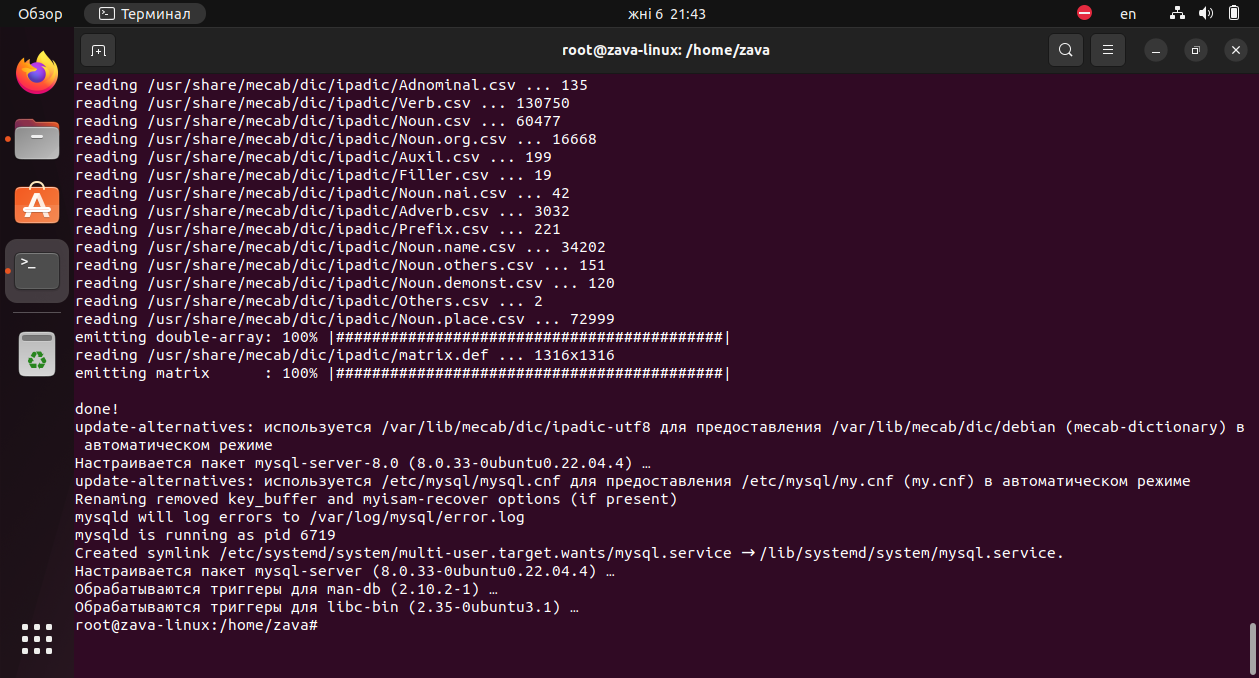 Обзор
Терминал
жні 6 21:43
en
root@zava-linux: /home/zava
reading /usr/share/mecab/dic/ipadic/Adnominal.csv ... 135
reading /usr/share/mecab/dic/ipadic/Verb.csv ... 130750
reading /usr/share/mecab/dic/ipadic/Noun.csv ... 60477
reading /usr/share/mecab/dic/ipadic/Noun.org.csv ... 16668
reading /usr/share/mecab/dic/ipadic/Auxil.csv ... 199
reading /usr/share/mecab/dic/ipadic/Filler.csv ... 19
reading /usr/share/mecab/dic/ipadic/Noun.nai.csv ... 42
reading /usr/share/mecab/dic/ipadic/Adverb.csv ... 3032
reading /usr/share/mecab/dic/ipadic/Prefix.csv ... 221
reading /usr/share/mecab/dic/ipadic/Noun.name.csv ... 34202
reading /usr/share/mecab/dic/ipadic/Noun.others.csv ... 151
reading /usr/share/mecab/dic/ipadic/Noun.demonst.csv ... 120
reading /usr/share/mecab/dic/ipadic/Others.csv ... 2
reading /usr/share/mecab/dic/ipadic/Noun.place.csv ... 72999
emitting double-array: 100% |###########################################|
reading /usr/share/mecab/dic/ipadic/matrix.def ... 1316x1316
emitting matrix      : 100% |###########################################|
done!
update-alternatives: используется /var/lib/mecab/dic/ipadic-utf8 для предоставления /var/lib/mecab/dic/debian (mecab-dictionary) в
автоматическом режиме
Настраивается пакет mysql-server-8.0 (8.0.33-0ubuntu0.22.04.4) …
update-alternatives: используется /etc/mysql/mysql.cnf для предоставления /etc/mysql/my.cnf (my.cnf) в автоматическом режиме
Renaming removed key_buffer and myisam-recover options (if present)
mysqld will log errors to /var/log/mysql/error.log
mysqld is running as pid 6719
Created symlink /etc/systemd/system/multi-user.target.wants/mysql.service → /lib/systemd/system/mysql.service.
Настраивается пакет mysql-server (8.0.33-0ubuntu0.22.04.4) …
Обрабатываются триггеры для man-db (2.10.2-1) …
Обрабатываются триггеры для libc-bin (2.35-0ubuntu3.1) …
root@zava-linux:/home/zava#